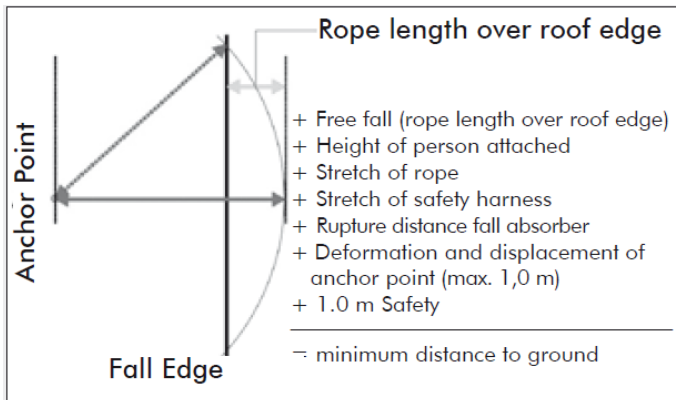 Rope length over roof edge
Anchor Point
+ Free fall (rope length over roof edge)
+ Height of person attached
+ Stretch of rope
+ Stretch of safety harness
+ Rupture distance fall absorber
+ Deformation and displacement of
anchor point (max. 1,0 m)
+ 1.0 m Safety
= minimum distance to ground
Fall Edge